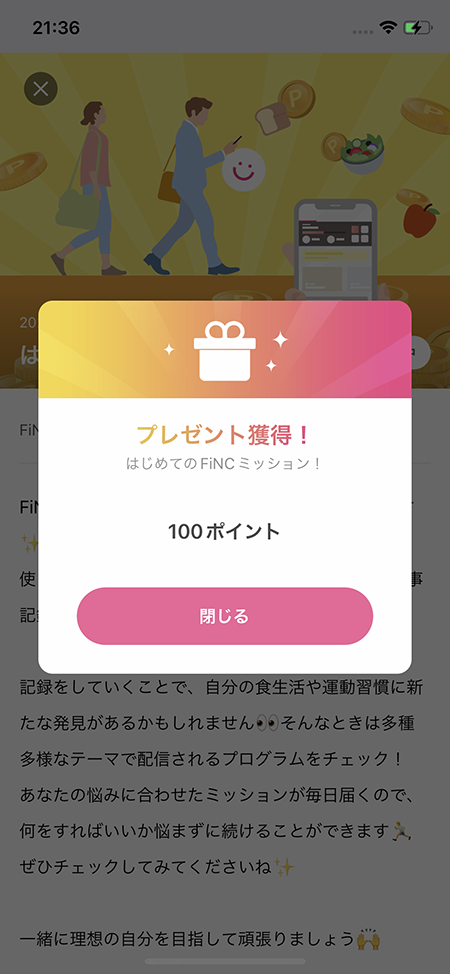 21:36
P
P
P
20
は
FiN
プレゼント獲得！
はじめてのFiNCミッション！
100ポイント
閉じる
FiN
✨
使
事
記録
記録をしていくことで、自分の食生活や運動習慣に新
たな発見があるかもしれません👀そんなときは多種
多様なテーマで配信されるプログラムをチェック！
あなたの悩みに合わせたミッションが毎日届くので、
何をすればいいか悩まずに続けることができます🏃
ぜひチェックしてみてくださいね✨
一緒に理想の自分を目指して頑張りましょう🙌